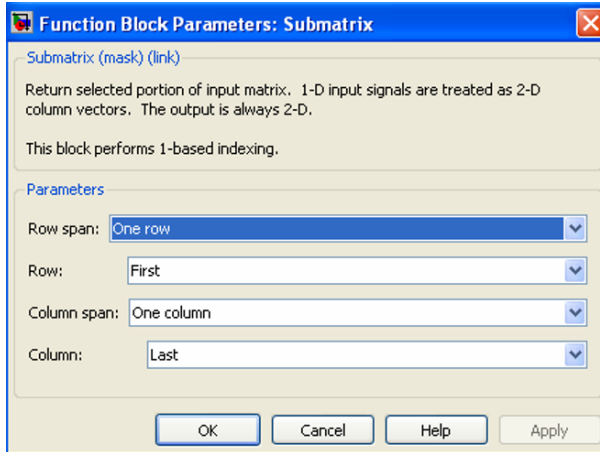 Function Block Parameters: Submatrix
Submatrix (mask) (link)
Return selected portion of input matrix.  1-D input signals are treated as 2-D
column vectors.  The output is always 2-D.
This block performs 1-based indexing.
Parameters
Row span: One row
Row: First
Column span: One column
Column: Last
OK Cancel Help Apply